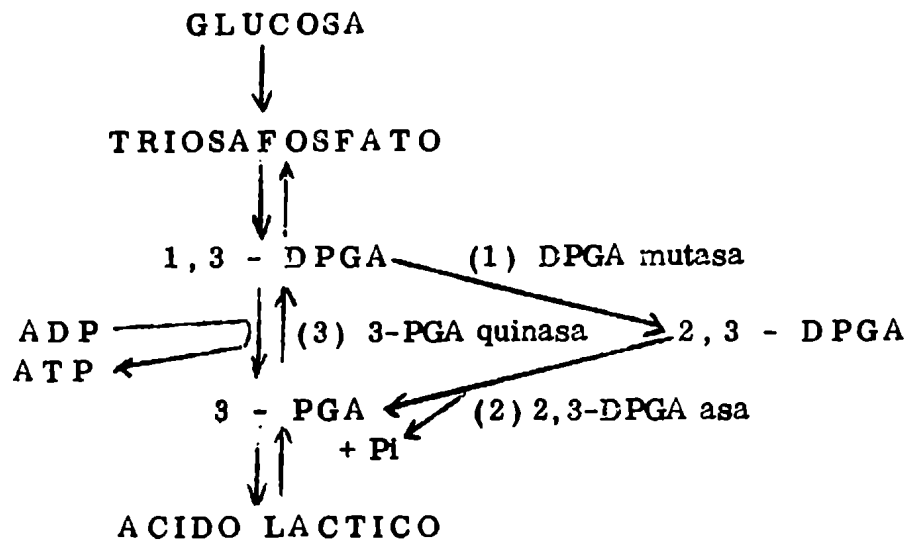 GLUCOSA
TRIOSAFOSFATO
1,3 - DPGA (1) DPGA mutasa
ADP (3) 3-PGA quinasa 2,3 - DPGA
ATP
3 - PGA (2) 2,3-DPGA asa
+ Pi
ACIDO LACTICO